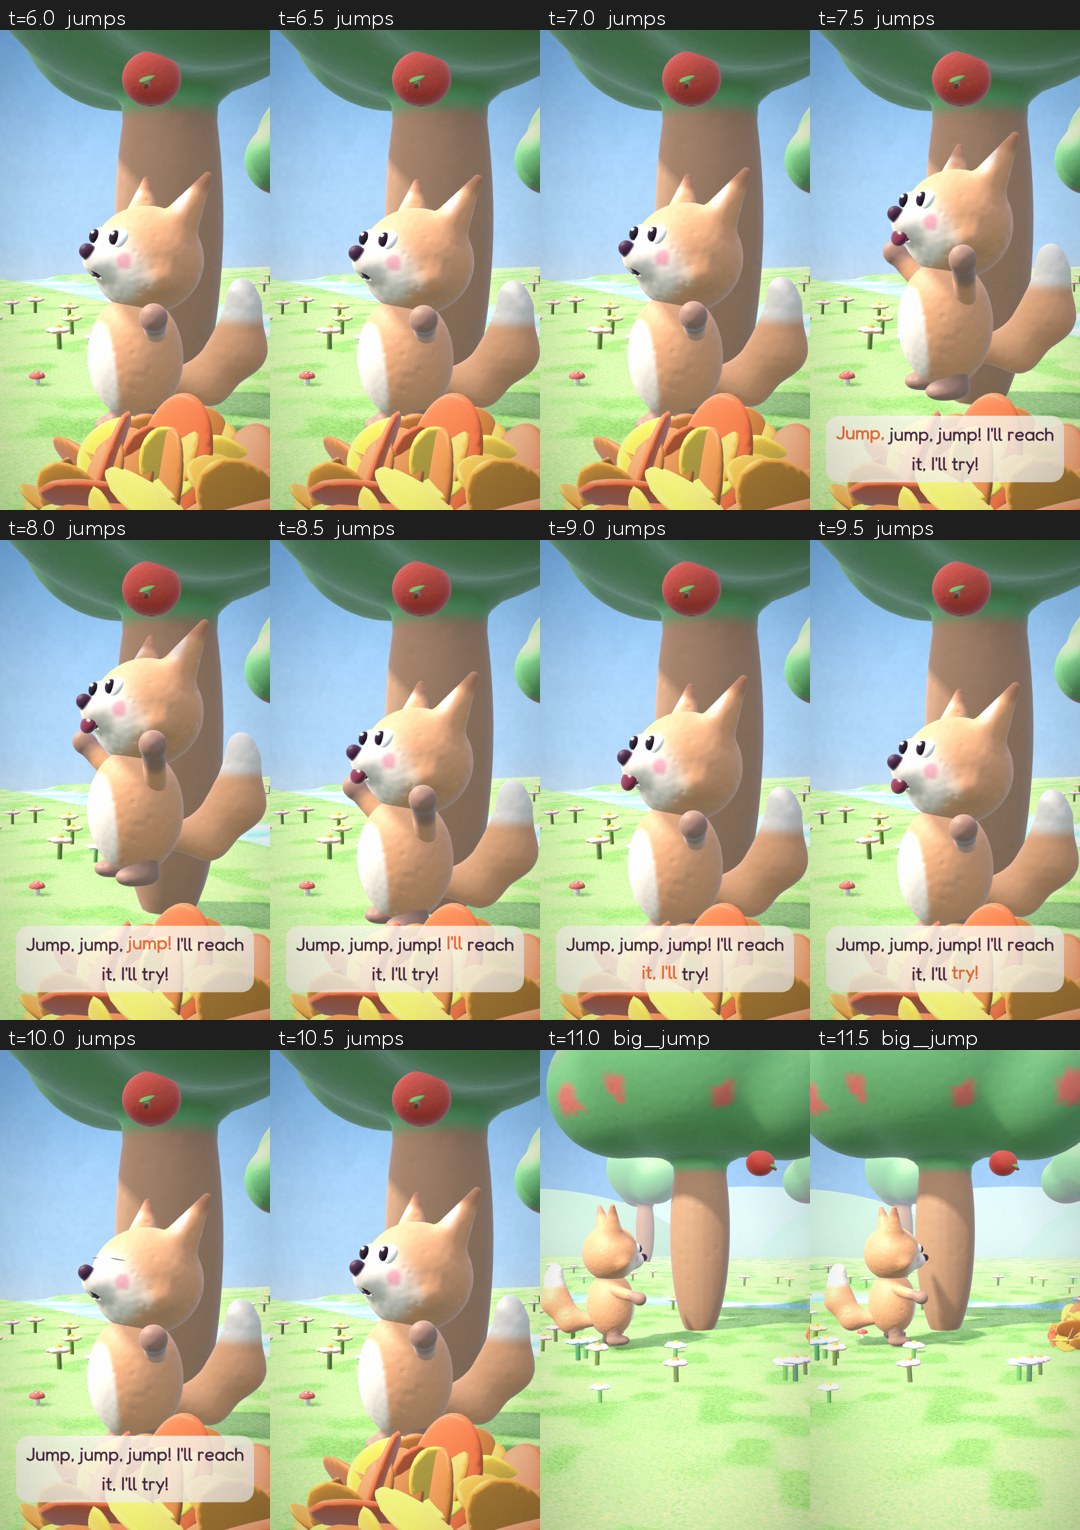 t=6.0 jumps
t=6.5 jumps
t=7.0 jumps
t=7.5 jumps
Jump, jump, jump! I'll reach
it, I'll try!
t=8.0 jumps
t=8.5 jumps
t=9.0 jumps
t=9.5 jumps
Jump, jump, jump! I'll reach
it, I'll try!
Jump, jump, jump! I'll reach
it, I'll try!
Jump, jump, jump! I'll reach
it, I'll try!
Jump, jump, jump! I'll reach
it, I'll try!
t=10.0 jumps
t=10.5 jumps
t=11.0 big_jump
t=11.5 big_jump
Jump, jump, jump! I'll reach
it, I'll try!